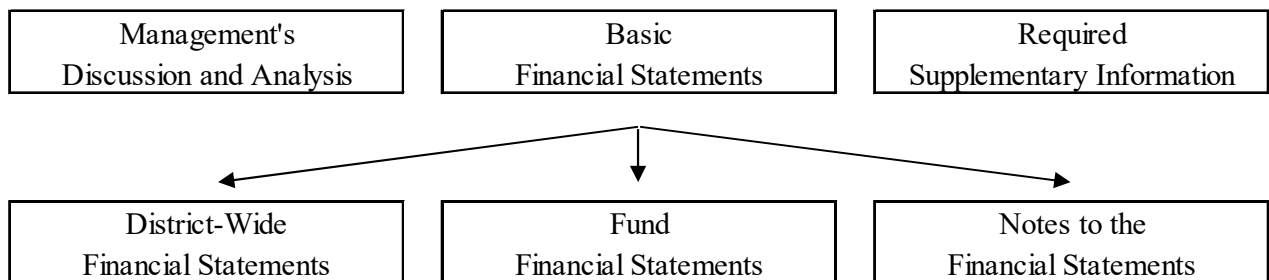 Management's
Discussion and Analysis
Basic
Financial Statements
Required
Supplementary Information
District-Wide
Financial Statements
Fund
Financial Statements
Notes to the
Financial Statements